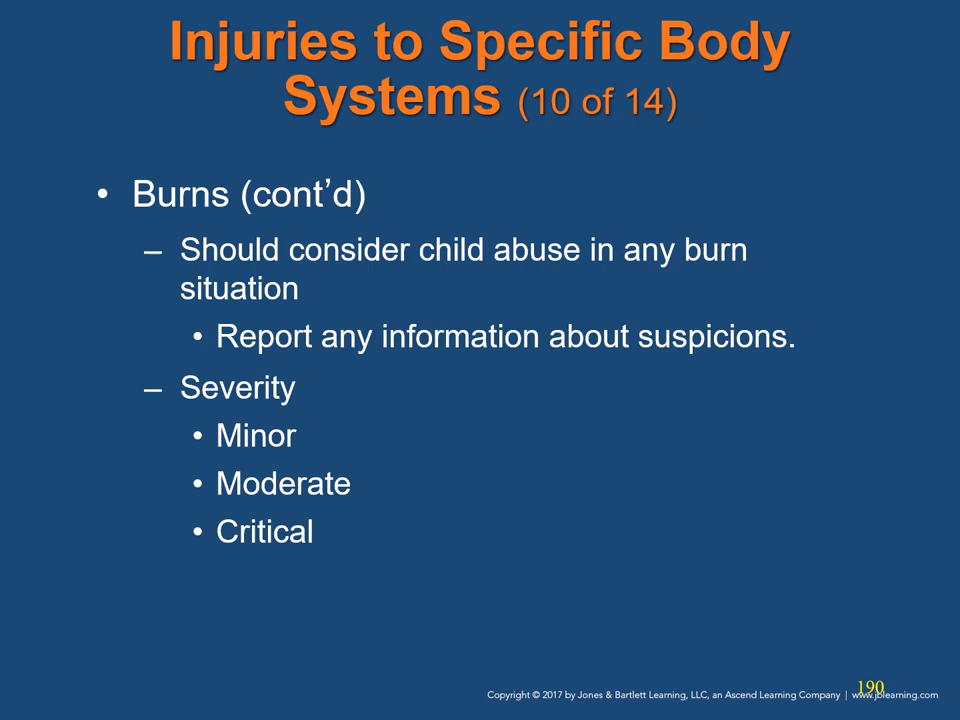 Injuries to Specific Body
Systems (10 of 14)
• Burns (cont’d)
– Should consider child abuse in any burn
situation
• Report any information about suspicions.
– Severity
• Minor
• Moderate
• Critical
190
Copyright © 2017 by Jones & Bartlett Learning, LLC, an Ascend Learning Company | www.jblearning.com